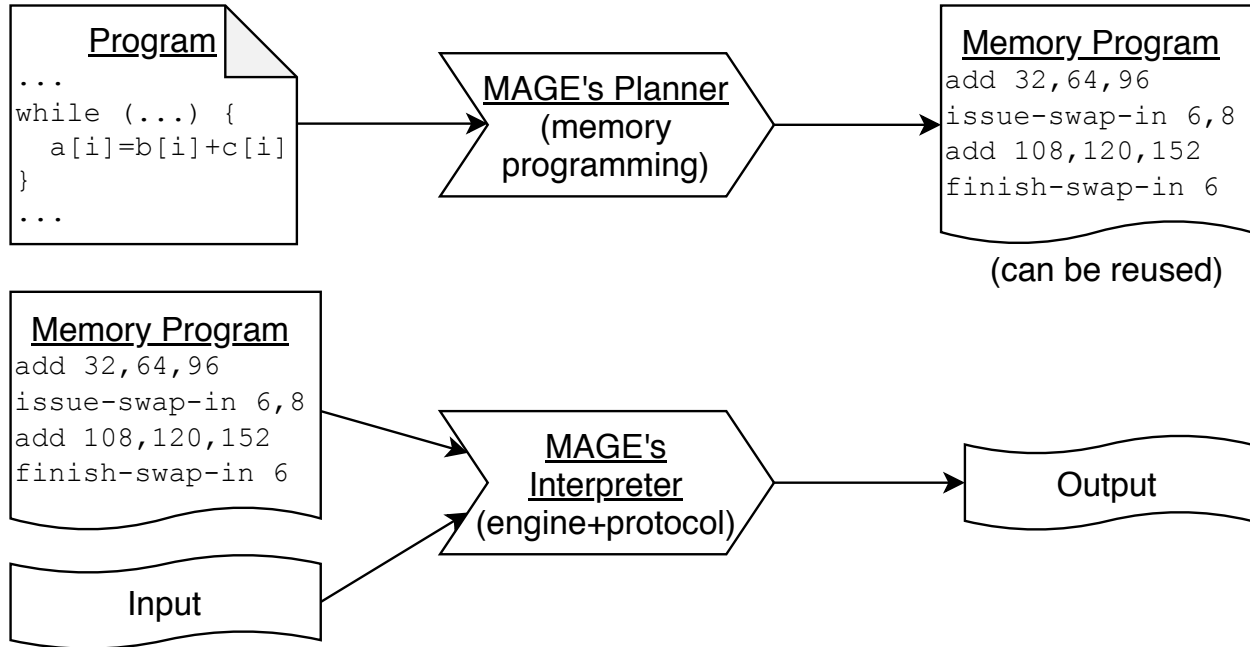 Program
...
while (...) {
  a[i]=b[i]+c[i]
}
...
MAGE's Planner
(memory
programming)
Memory Program
add 32,64,96
issue-swap-in 6,8
add 108,120,152
finish-swap-in 6
(can be reused)
Memory Program
add 32,64,96
issue-swap-in 6,8
add 108,120,152
finish-swap-in 6
Input
MAGE's
Interpreter
(engine+protocol)
Output